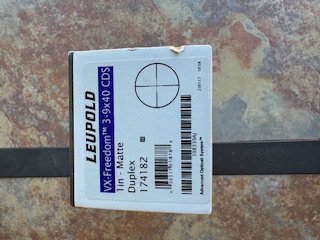 LEUPOLD
VX-Freedom™ 3-9x40 CDS
1in - Matte
Duplex
174182
Advanced Optical System™